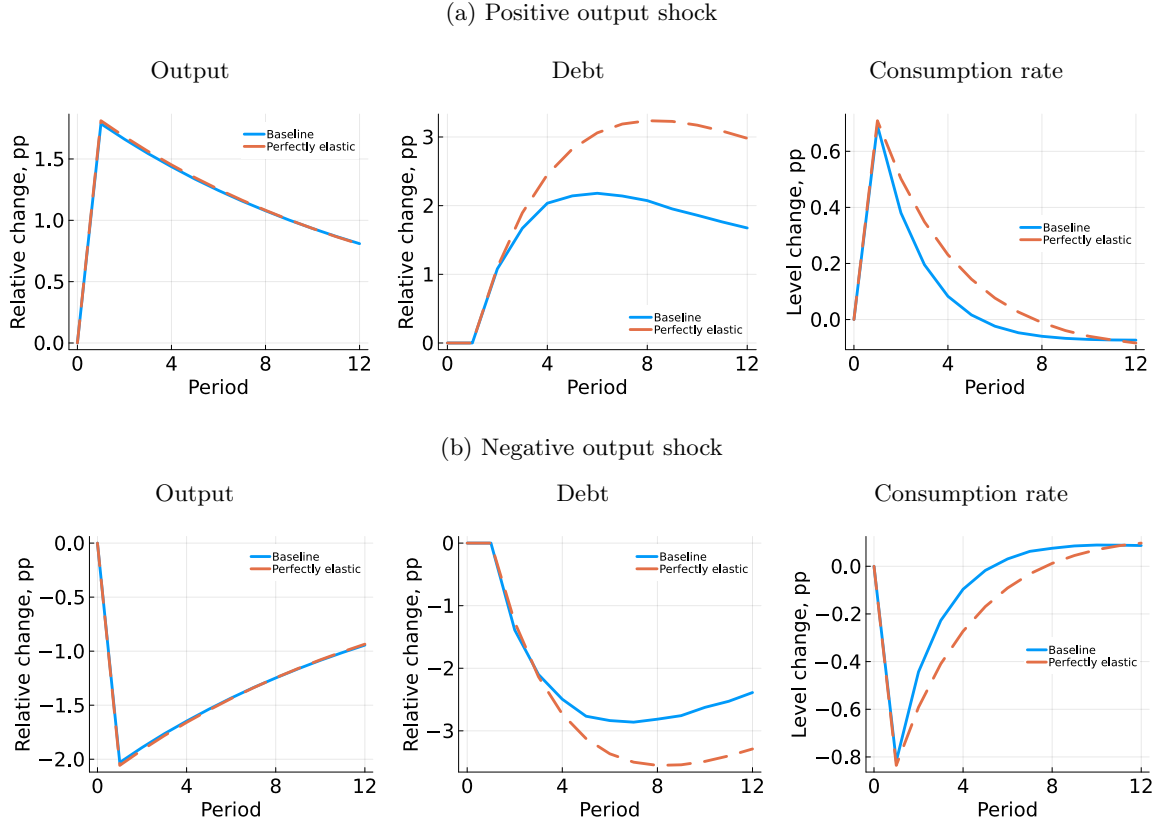 (a) Positive output shock
Output
Debt
Consumption rate
Relative change, pp
1.5
1.0
0.5
0.0
Baseline
Perfectly elastic
0
4
8
12
Period
Relative change, pp
3
2
1
0
Baseline
Perfectly elastic
0
4
8
12
Period
Level change, pp
0.6
0.4
0.2
0.0
Baseline
Perfectly elastic
0
4
8
12
Period
(b) Negative output shock
Output
Debt
Consumption rate
Relative change, pp
0.0
−0.5
−1.0
−1.5
−2.0
Baseline
Perfectly elastic
0
4
8
12
Period
Relative change, pp
0
−1
−2
−3
Baseline
Perfectly elastic
0
4
8
12
Period
Level change, pp
0.0
−0.2
−0.4
−0.6
−0.8
Baseline
Perfectly elastic
0
4
8
12
Period